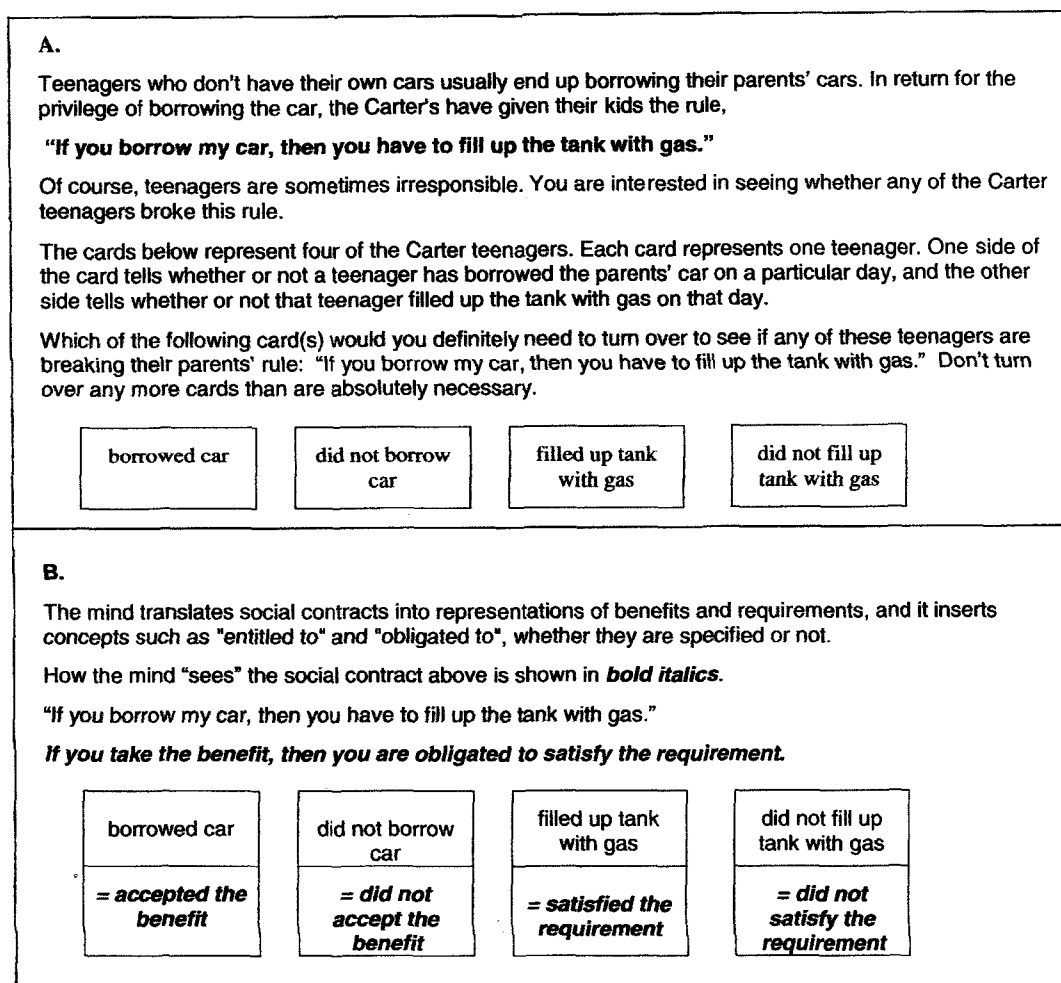 A.
Teenagers who don't have their own cars usually end up borrowing their parents' cars. In return for the
privilege of borrowing the car, the Carter's have given their kids the rule,
"If you borrow my car, then you have to fill up the tank with gas."
Of course, teenagers are sometimes irresponsible. You are interested in seeing whether any of the Carter
teenagers broke this rule.
The cards below represent four of the Carter teenagers. Each card represents one teenager. One side of
the card tells whether or not a teenager has borrowed the parents' car on a particular day, and the other
side tells whether or not that teenager filled up the tank with gas on that day.
Which of the following card(s) would you definitely need to turn over to see if any of these teenagers are
breaking their parents' rule: "If you borrow my car, then you have to fill up the tank with gas." Don't turn
over any more cards than are absolutely necessary.
borrowed car
did not borrow
car
filled up tank
with gas
did not fill up
tank with gas
B.
The mind translates social contracts into representations of benefits and requirements, and it inserts
concepts such as "entitled to" and "obligated to", whether they are specified or not.
How the mind "sees" the social contract above is shown in bold italics.
"If you borrow my car, then you have to fill up the tank with gas."
If you take the benefit, then you are obligated to satisfy the requirement.
borrowed car
= accepted the
benefit
did not borrow
car
= did not
accept the
benefit
filled up tank
with gas
= satisfied the
requirement
did not fill up
tank with gas
= did not
satisfy the
requirement